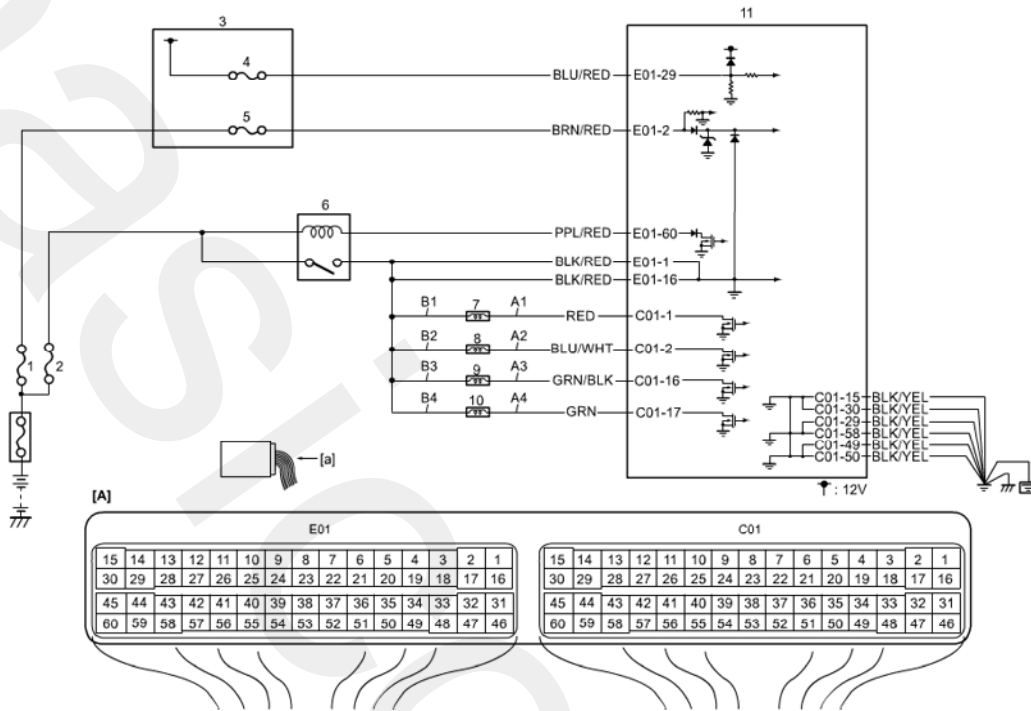 3
11
4
BLU/RED E01-29
5
BRN/RED E01-2
6
PPL/RED E01-60
BLK/RED E01-1
BLK/RED E01-16
B1 7 A1
RED C01-1
B2 8 A2
BLU/WHT C01-2
B3 9 A3
GRN/BLK C01-16
B4 10 A4
GRN C01-17
1 2
C01-15 BLK/YEL
C01-30
C01-29 BLK/YEL
C01-58 BLK/YEL
C01-49 BLK/YEL
C01-50 BLK/YEL
[a]
: 12V
[A]
E01 C01
15 14 13 12 11 10 9 8 7 6 5 4 3 2 1 15 14 13 12 11 10 9 8 7 6 5 4 3 2 1
30 29 28 27 26 25 24 23 22 21 20 19 18 17 16 30 29 28 27 26 25 24 23 22 21 20 19 18 17 16
45 44 43 42 41 40 39 38 37 36 35 34 33 32 31 45 44 43 42 41 40 39 38 37 36 35 34 33 32 31
60 59 58 57 56 55 54 53 52 51 50 49 48 47 46 60 59 58 57 56 55 54 53 52 51 50 49 48 47 46